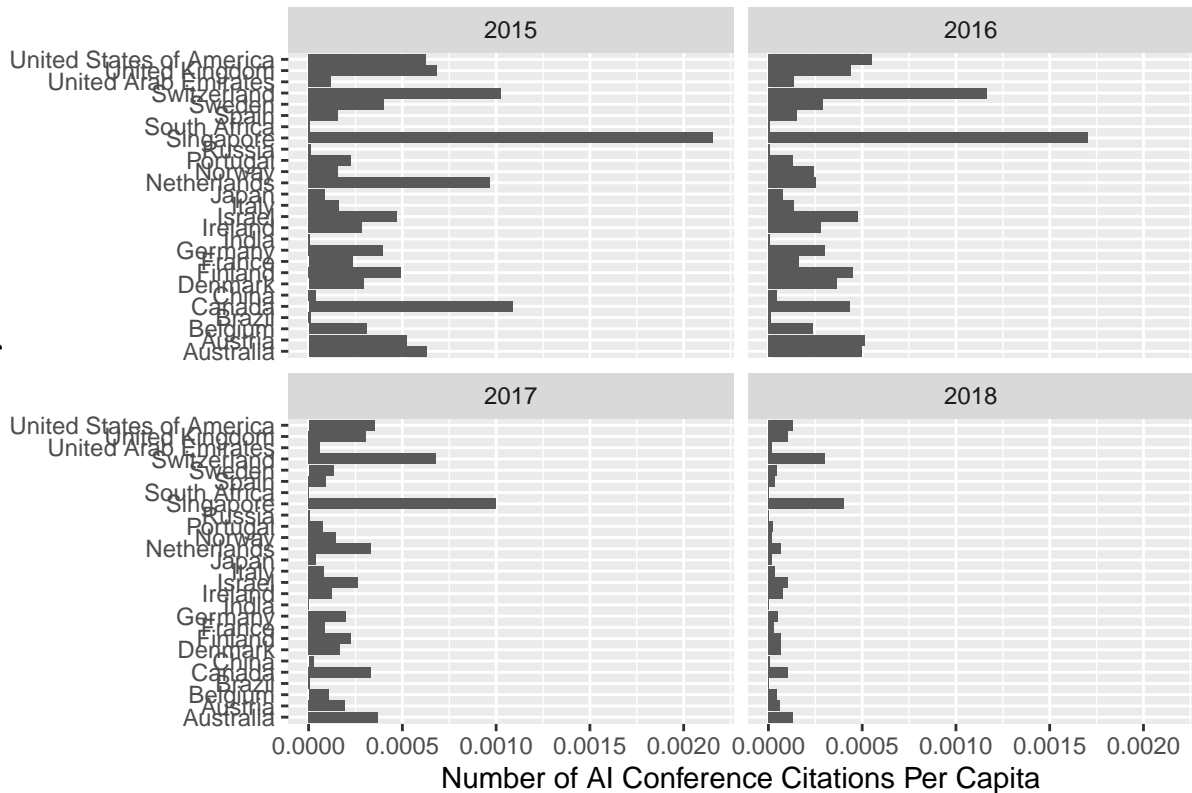 2015
2016
United States of America
United Kingdom
United Arab Emirates
Switzerland
Sweden
Spain
South Africa
Singapore
Russia
Portugal
Norway
Netherlands
Japan
Italy
Israel
Ireland
India
Germany
France
Finland
Denmark
China
Canada
Brazil
Belgium
Austria
Australia
2017
2018
United States of America
United Kingdom
United Arab Emirates
Switzerland
Sweden
Spain
South Africa
Singapore
Russia
Portugal
Norway
Netherlands
Japan
Italy
Israel
Ireland
India
Germany
France
Finland
Denmark
China
Canada
Brazil
Belgium
Austria
Australia
0.0000 0.0005 0.0010 0.0015 0.0020 0.0000 0.0005 0.0010 0.0015 0.0020
Number of AI Conference Citations Per Capita